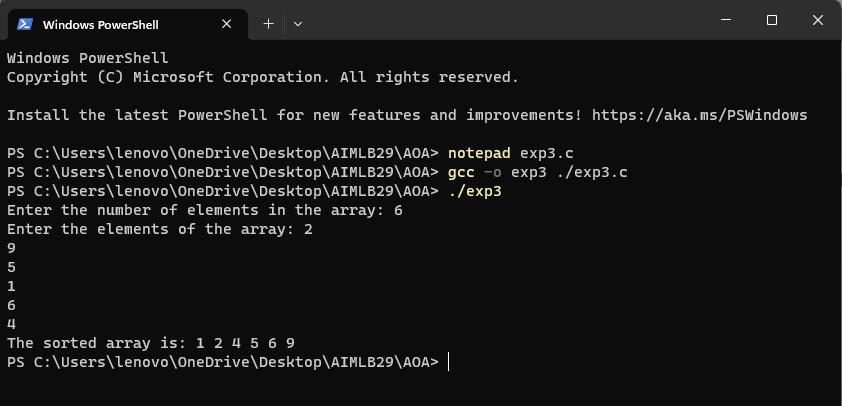 Windows PowerShell
Windows PowerShell
Copyright (C) Microsoft Corporation. All rights reserved.
Install the latest PowerShell for new features and improvements! https://aka.ms/PSWindows
PS C:\Users\lenovo\OneDrive\Desktop\AIMLB29\AOA> notepad exp3.c
PS C:\Users\lenovo\OneDrive\Desktop\AIMLB29\AOA> gcc -o exp3 ./exp3.c
PS C:\Users\lenovo\OneDrive\Desktop\AIMLB29\AOA> ./exp3
Enter the number of elements in the array: 6
Enter the elements of the array: 2
9
5
1
6
4
The sorted array is: 1 2 4 5 6 9
PS C:\Users\lenovo\OneDrive\Desktop\AIMLB29\AOA>